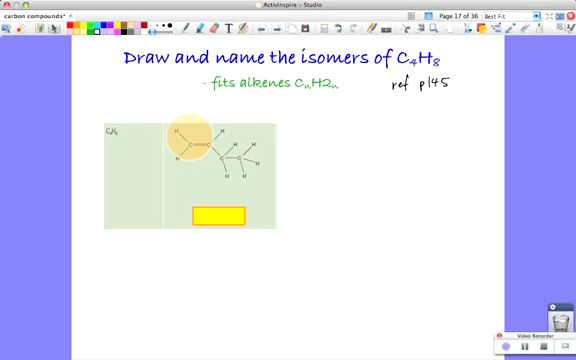 ActivInspire – Studio
carbon compounds*
Page 17 of 36
Best Fit
Draw and name the isomers of C₄H₈
- fits alkenes CₙH2ₙ
ref p145
C₄H₈
H H
C C
H H H
C C H
H H
Video Recorder